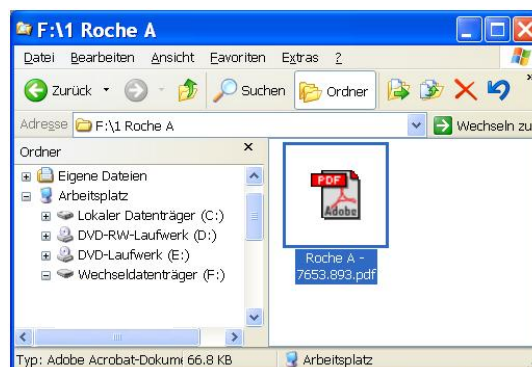 F:\1 Roche A
Datei Bearbeiten Ansicht Favoriten Extras ?
Zurück Suchen Ordner
Adresse F:\1 Roche A Wechseln zu
Ordner
Eigene Dateien
Arbeitsplatz
Lokaler Datenträger (C:)
DVD-RW-Laufwerk (D:)
DVD-Laufwerk (E:)
Wechseldatenträger (F:)
PDF
Adobe
Roche A -
7653.893.pdf
Typ: Adobe Acrobat-Dokum 66.8 KB Arbeitsplatz